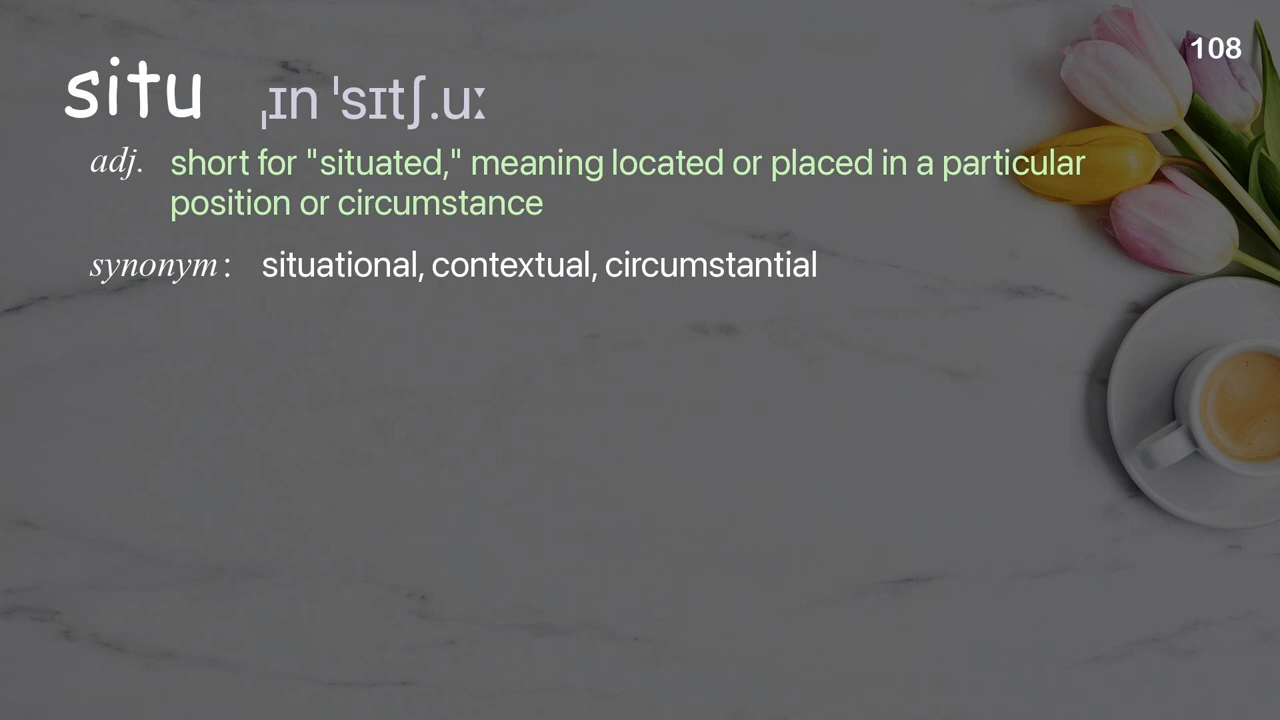 108
situ ˌɪn ˈsɪtʃ.uː
adj. short for "situated," meaning located or placed in a particular
position or circumstance
synonym : situational, contextual, circumstantial